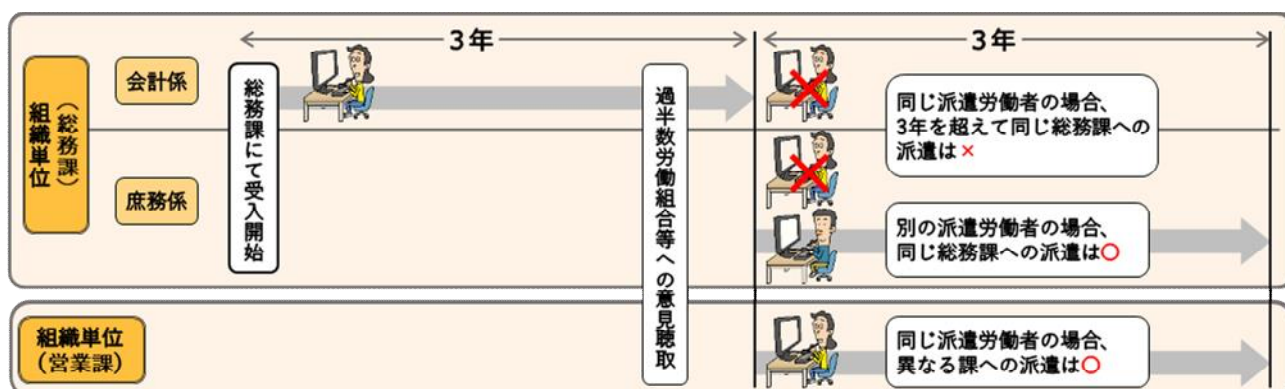 3年
3年
組織単位
（総務課）
会計係
庶務係
総務課にて受入開始
過半数労働組合等への意見聴取
同じ派遣労働者の場合、
3年を超えて同じ総務課への
派遣は×
別の派遣労働者の場合、
同じ総務課への派遣は〇
組織単位
（営業課）
同じ派遣労働者の場合、
異なる課への派遣は〇